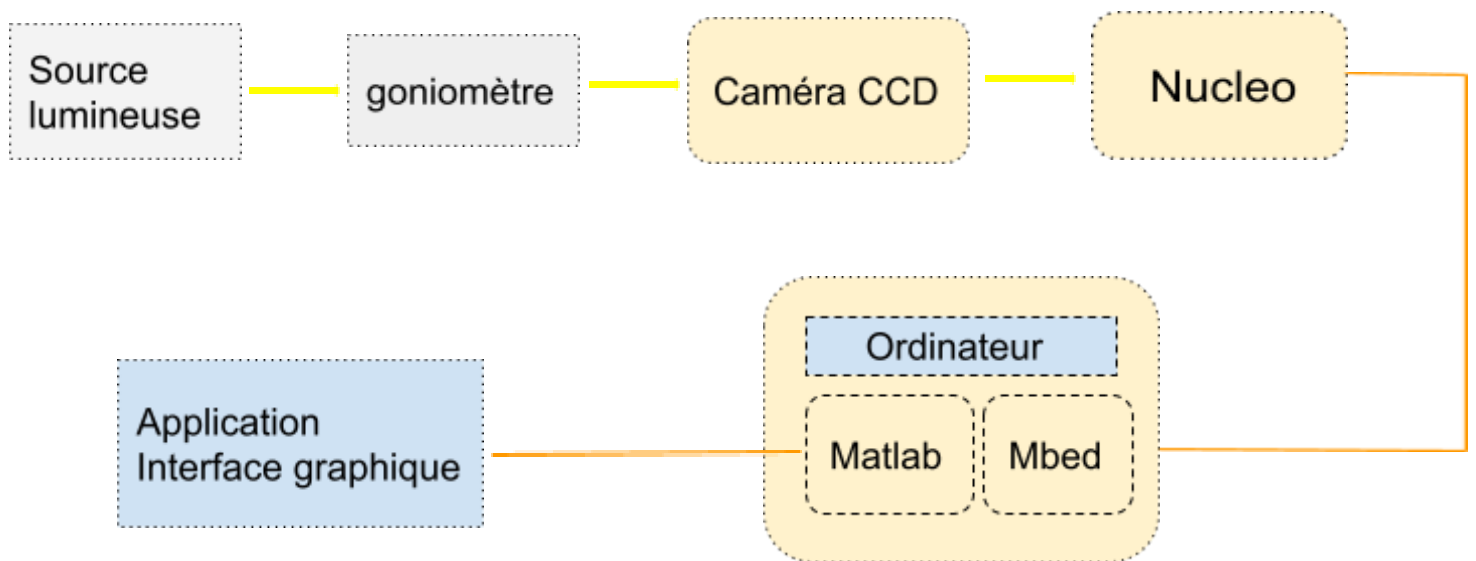 Source
lumineuse
goniomètre
Caméra CCD
Nucleo
Ordinateur
Matlab
Mbed
Application
Interface graphique